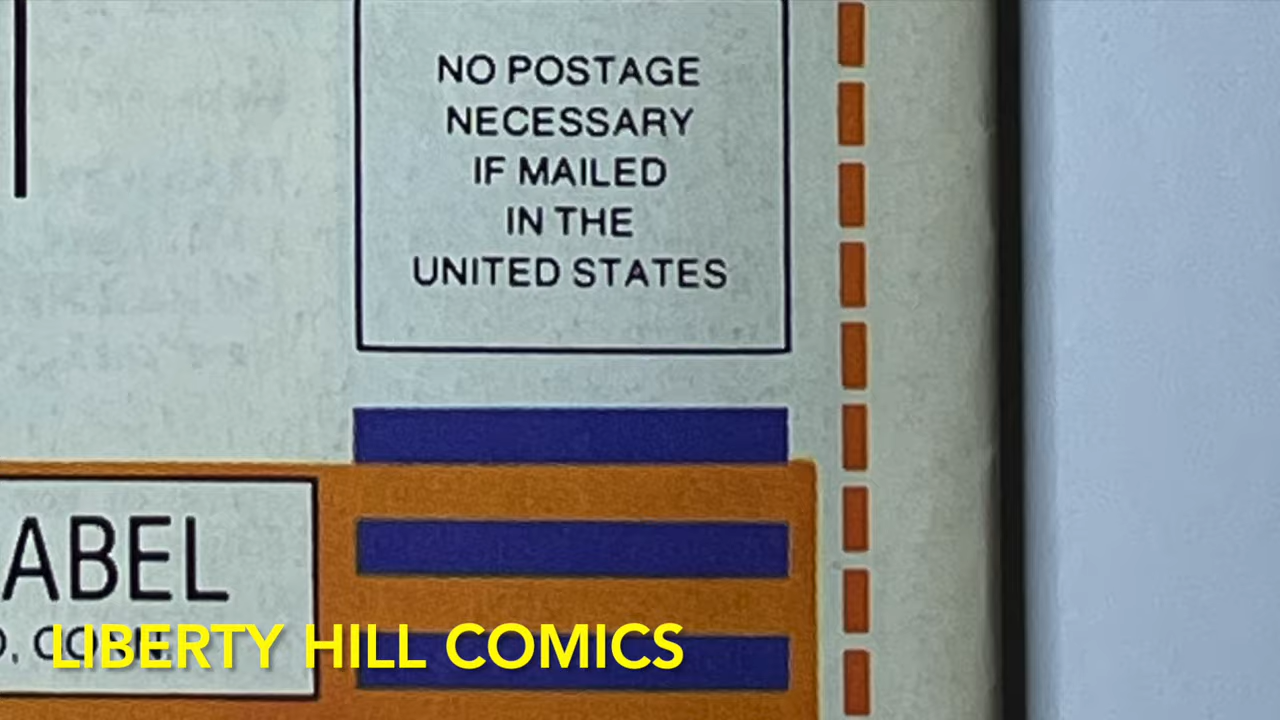 NO POSTAGE
NECESSARY
IF MAILED
IN THE
UNITED STATES
ABEL
LIBERTY HILL COMICS